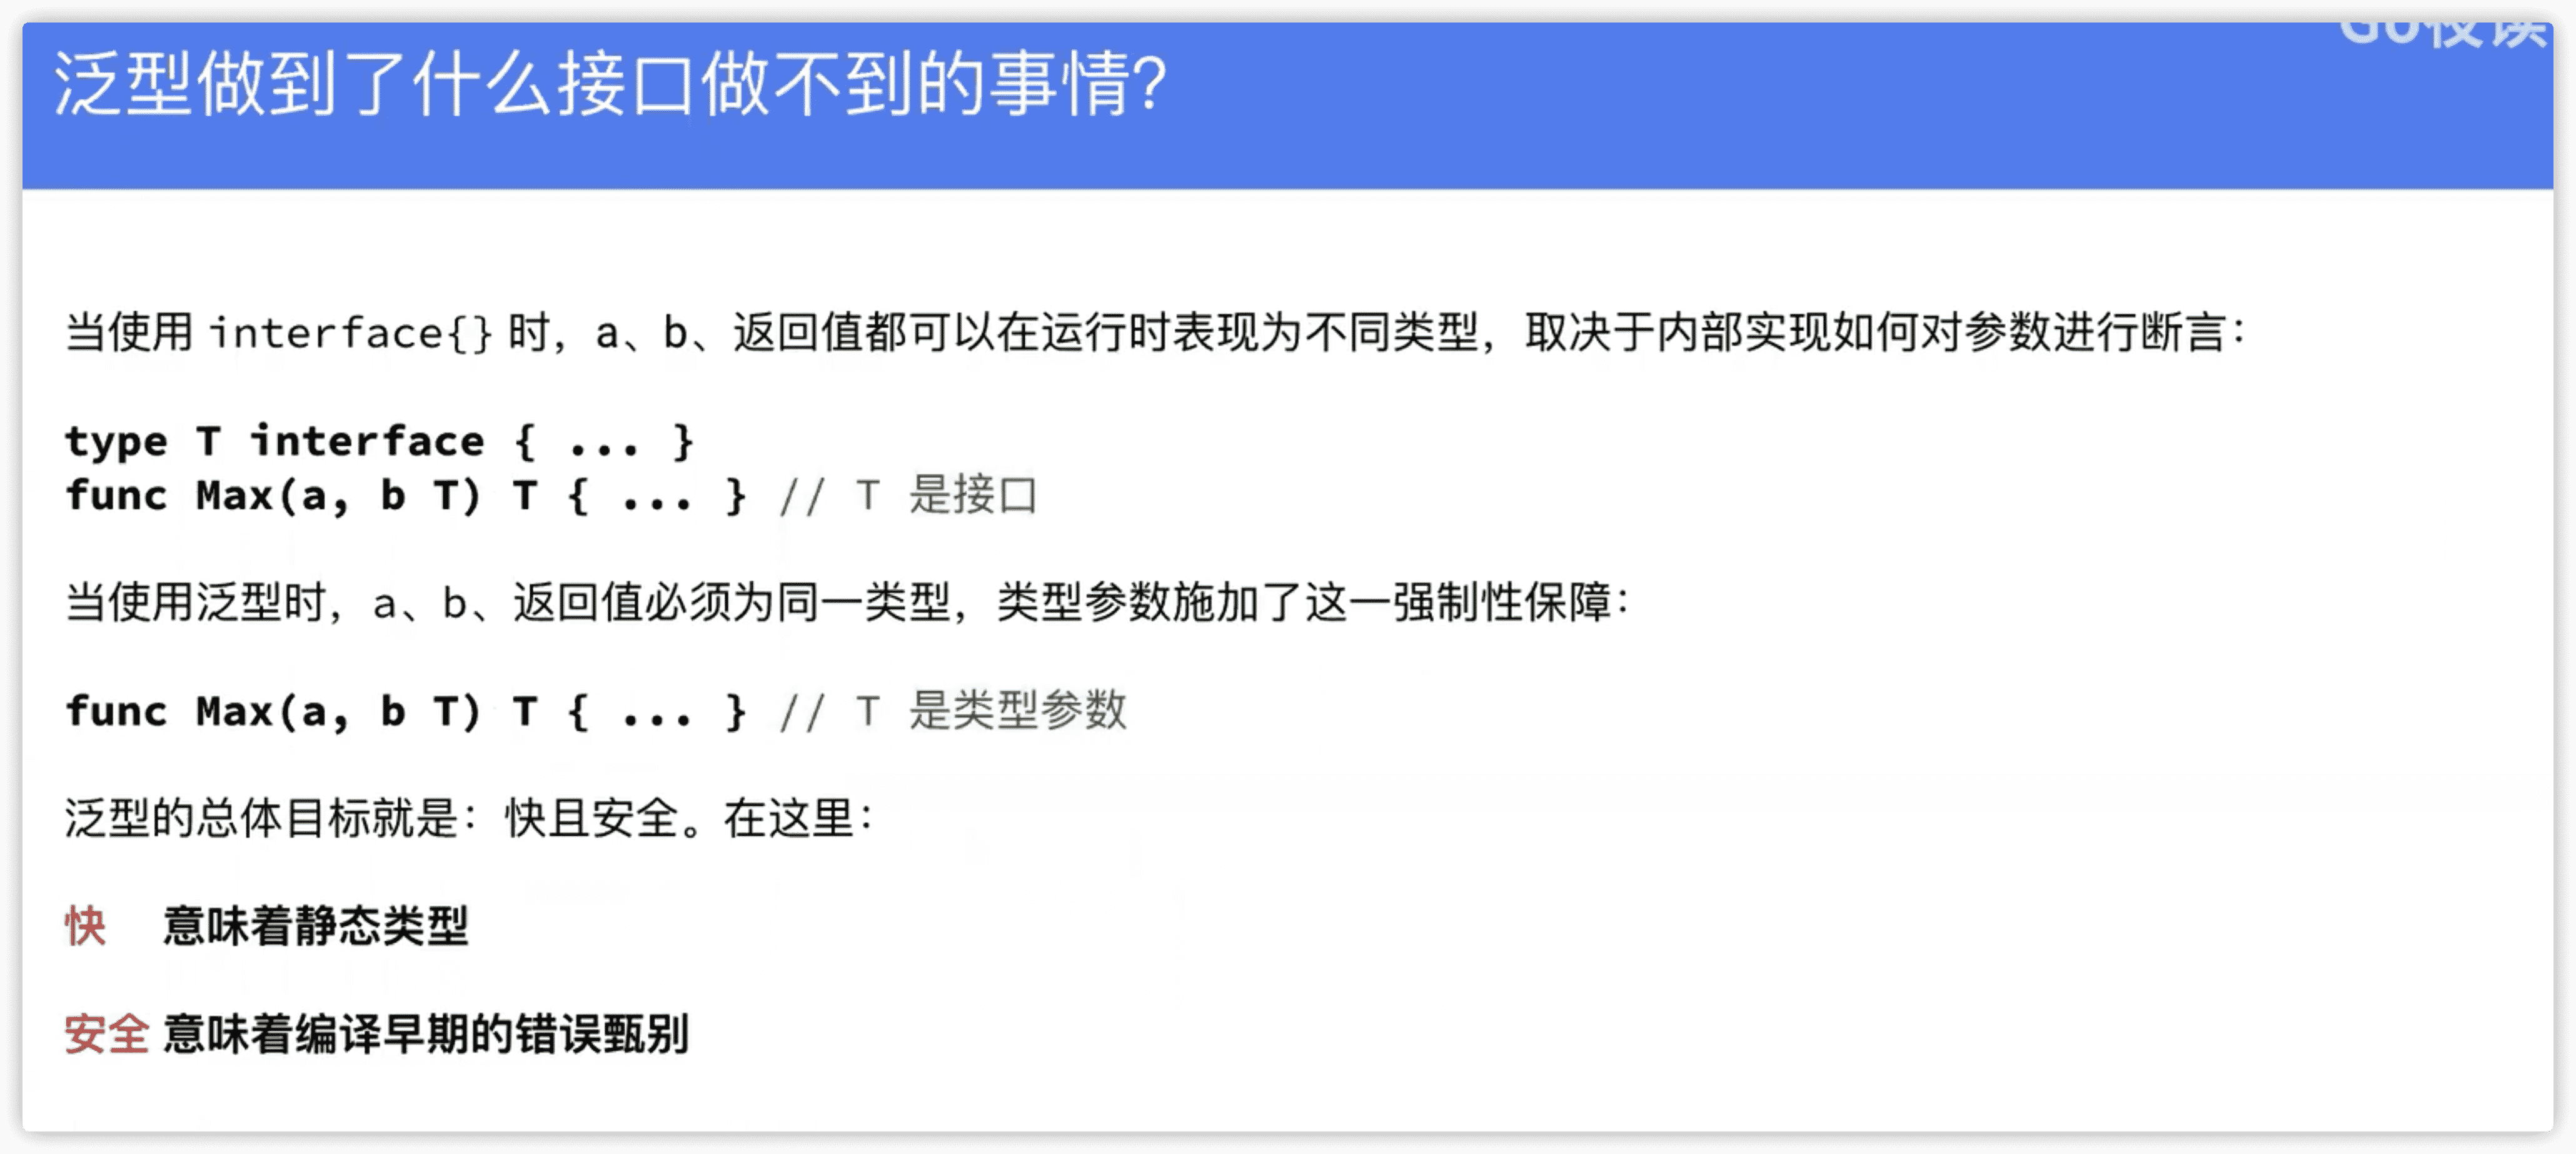 Go夜读
泛型做到了什么接口做不到的事情?
当使用 interface{} 时，a、b、返回值都可以在运行时表现为不同类型，取决于内部实现如何对参数进行断言：
type T interface { ... }
func Max(a, b T) T { ... } // T 是接口
当使用泛型时，a、b、返回值必须为同一类型，类型参数施加了这一强制性保障：
func Max(a, b T) T { ... } // T 是类型参数
泛型的总体目标就是：快且安全。在这里：
快 意味着静态类型
安全 意味着编译早期的错误甄别